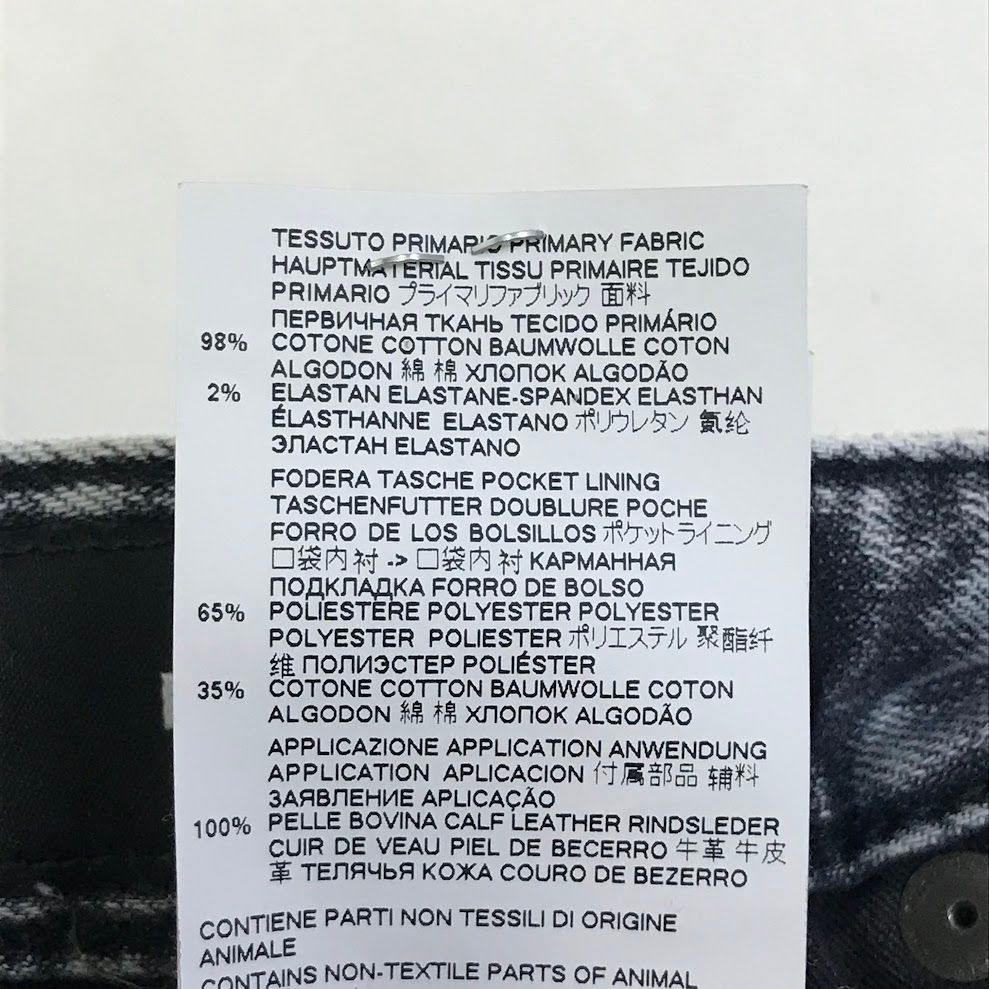 TESSUTO PRIMARIO PRIMARY FABRIC
HAUPTMATERIAL TISSU PRIMAIRE TEJIDO
PRIMARIO プライマリファブリック 面料
ПЕРВИЧНАЯ ТКАНЬ TECIDO PRIMÁRIO
98% COTONE COTTON BAUMWOLLE COTON
ALGODON 綿 棉 ХЛОПОК ALGODÃO
2% ELASTAN ELASTANE-SPANDEX ELASTHAN
ÉLASTHANNE ELASTANO ポリウレタン 氨纶
ЭЛАСТАН ELASTANO
FODERA TASCHE POCKET LINING
TASCHENFUTTER DOUBLURE POCHE
FORRO DE LOS BOLSILLOS ポケットライニング
口袋内衬 -> 口袋内衬 КАРМАННАЯ
ПОДКЛАДКА FORRO DE BOLSO
65% POLIESTERE POLYESTER POLYESTER
POLYESTER POLIESTER ポリエステル 聚酯纤
维 ПОЛИЭСТЕР POLIÉSTER
35% COTONE COTTON BAUMWOLLE COTON
ALGODON 綿 棉 ХЛОПОК ALGODÃO
APPLICAZIONE APPLICATION ANWENDUNG
APPLICATION APLICACION 付属部品 辅料
ЗАЯВЛЕНИЕ APLICAÇÃO
100% PELLE BOVINA CALF LEATHER RINDSLEDER
CUIR DE VEAU PIEL DE BECERRO 牛革 牛皮
革 ТЕЛЯЧЬЯ КОЖА COURO DE BEZERRO
CONTIENE PARTI NON TESSILI DI ORIGINE
ANIMALE
CONTAINS NON-TEXTILE PARTS OF ANIMAL